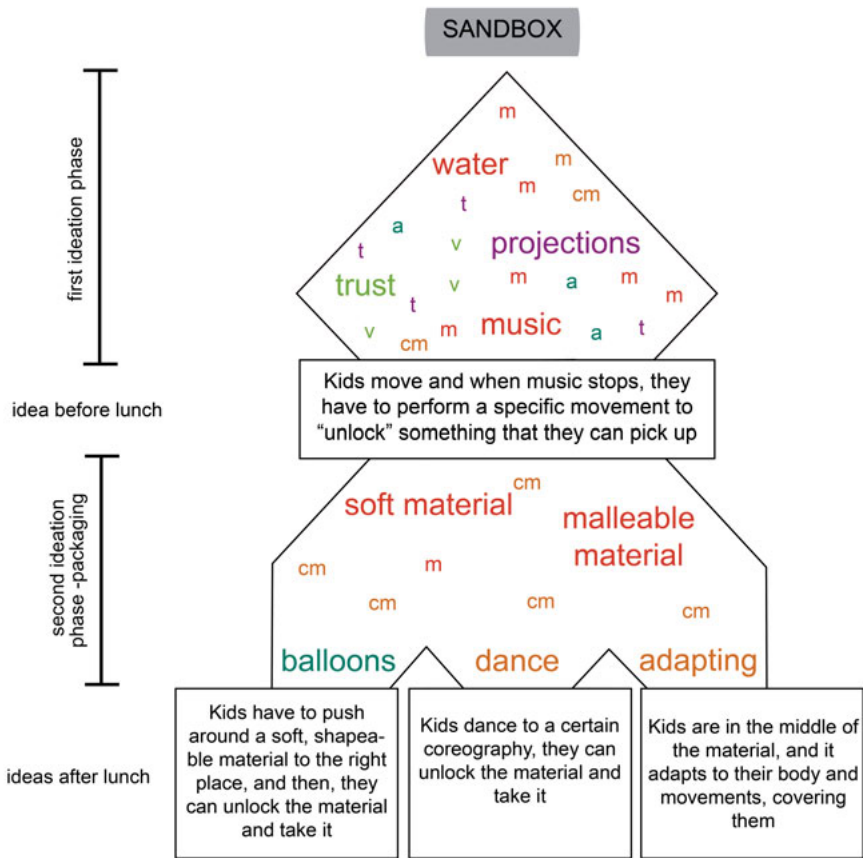 SANDBOX
first ideation phase
m
water
m
m
cm
t
a
v
projections
t
trust
v
m
a
m
m
t
music
v
cm
m
a
t
idea before lunch
Kids move and when music stops, they
have to perform a specific movement to
“unlock” something that they can pick up
second ideation
phase -packaging
cm
soft material
malleable
material
cm
m
cm
cm
cm
balloons
dance
adapting
ideas after lunch
Kids have to push
around a soft, shapea-
ble material to the right
place, and then, they
can unlock the material
and take it
Kids dance to a certain
coreography, they can
unlock the material and
take it
Kids are in the middle of
the material, and it
adapts to their body and
movements, covering
them